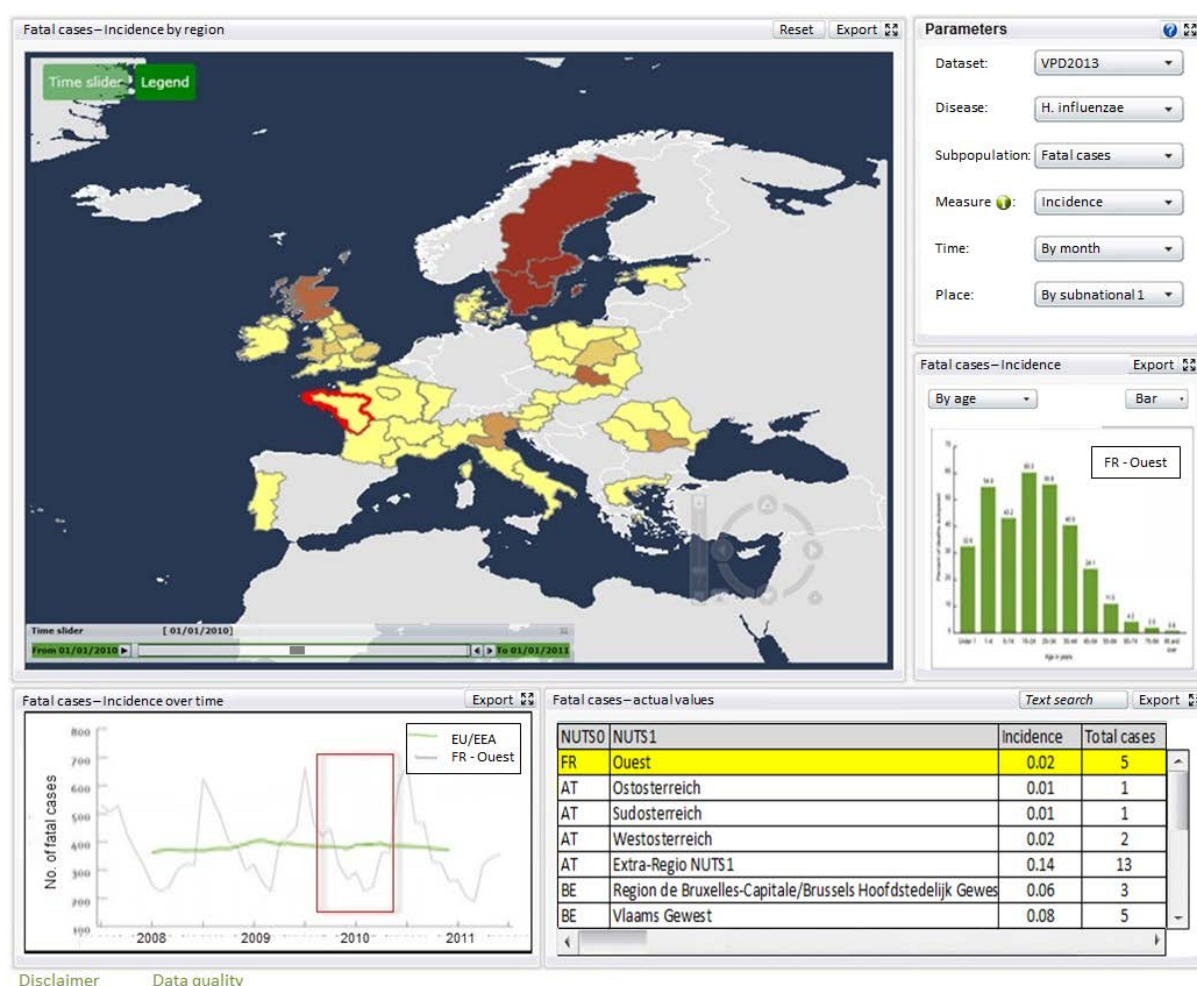 Fatal cases – Incidence by region
Reset
Export
Time slider
Legend
Time slider [ 01/01/2010]
From 01/01/2010
To 01/01/2011
Parameters
Dataset: VPD2013
Disease: H. influenzae
Subpopulation: Fatal cases
Measure : Incidence
Time: By month
Place: By subnational 1
Fatal cases – Incidence
Export
By age
Bar
FR - Ouest
Age in years
Fatal cases – Incidence over time
Export
EU/EEA
FR - Ouest
No. of fatal cases
800
700
600
500
400
300
200
100
2008 2009 2010 2011
Fatal cases – actual values
Text search
Export
NUTS0 NUTS1 Incidence Total cases
FR Ouest 0.02 5
AT Ostosterreich 0.01 1
AT Sudosterreich 0.01 1
AT Westosterreich 0.02 2
AT Extra-Regio NUTS1 0.14 13
BE Region de Bruxelles-Capitale/Brussels Hoofdstedelijk Gewes 0.06 3
BE Vlaams Gewest 0.08 5
Disclaimer Data quality